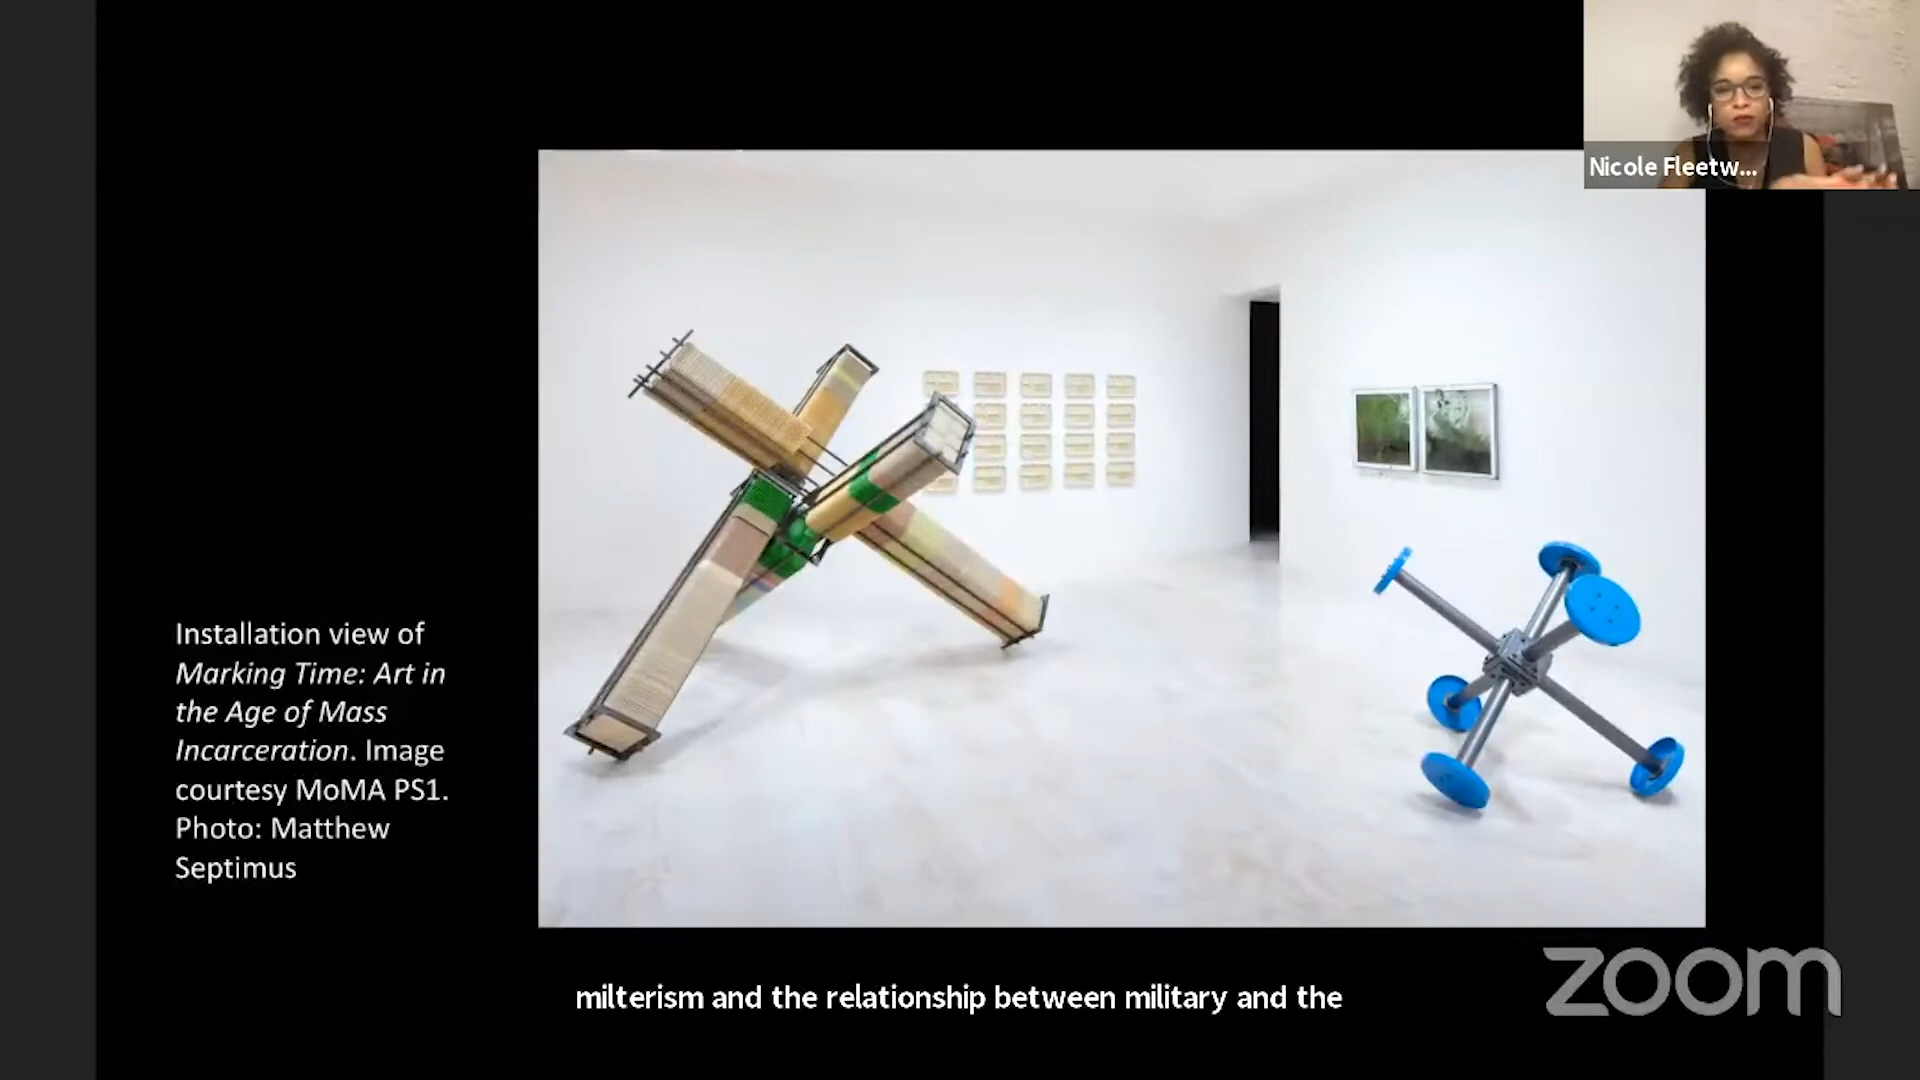 Nicole Fleetw...
Installation view of
Marking Time: Art in
the Age of Mass
Incarceration. Image
courtesy MoMA PS1.
Photo: Matthew
Septimus
milterism and the relationship between military and the
zoom